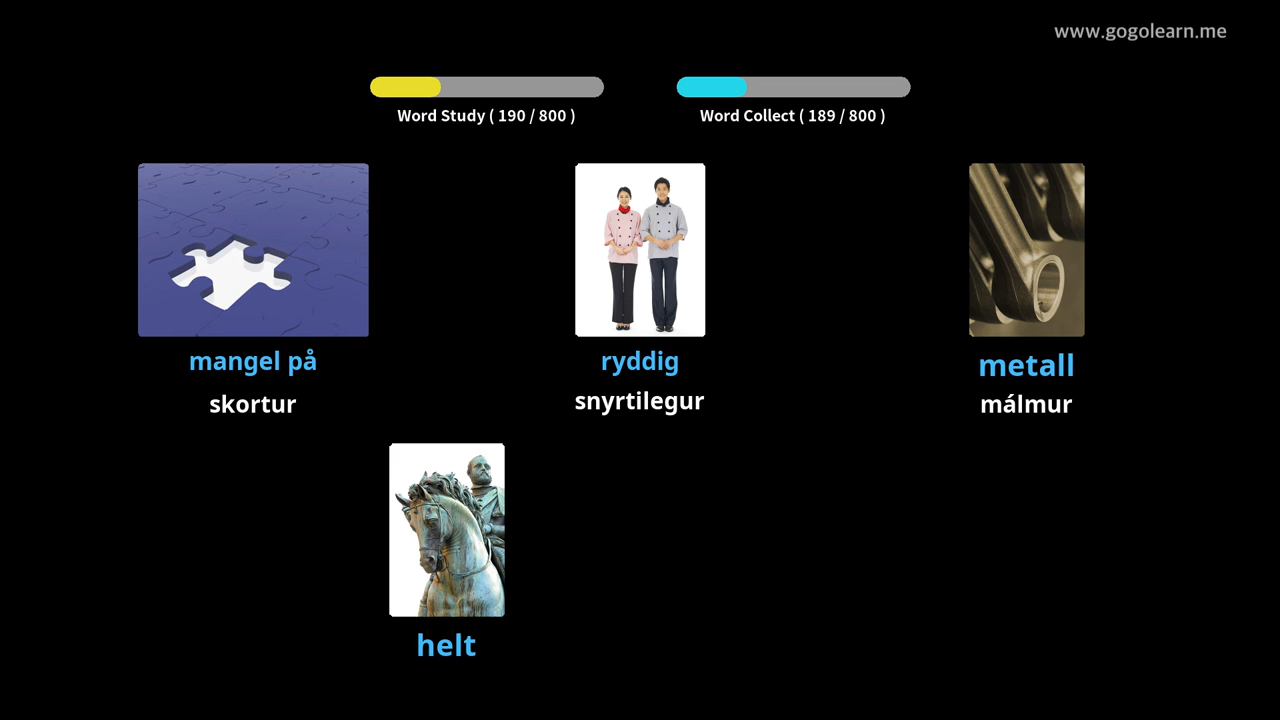 www.gogolearn.me
Word Study ( 190 / 800 )
Word Collect ( 189 / 800 )
mangel på
ryddig
metall
skortur
snyrtilegur
málmur
helt